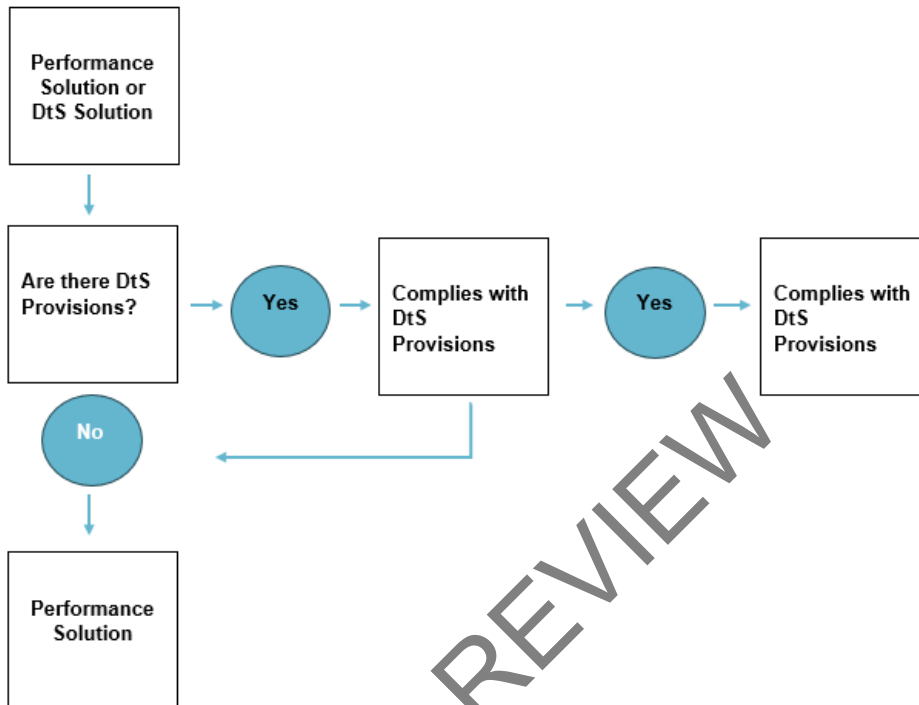 Performance
Solution or
DtS Solution
Are there DtS
Provisions?
Yes
Complies with
DtS
Provisions
Yes
Complies with
DtS
Provisions
No
Performance
Solution
REVIEW